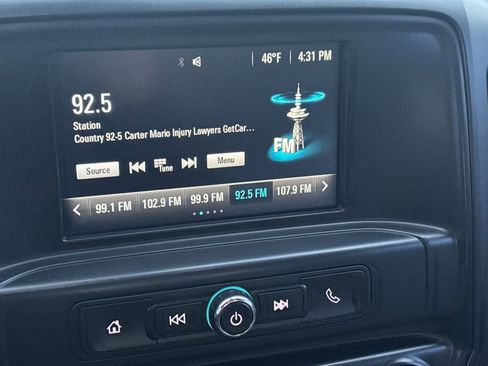 46°F 4:31 PM
92.5
Station
Country 92-5 Carter Mario Injury Lawyers GetCar...
FM
Source Tune Menu
99.1 FM 102.9 FM 99.9 FM 92.5 FM 107.9 FM